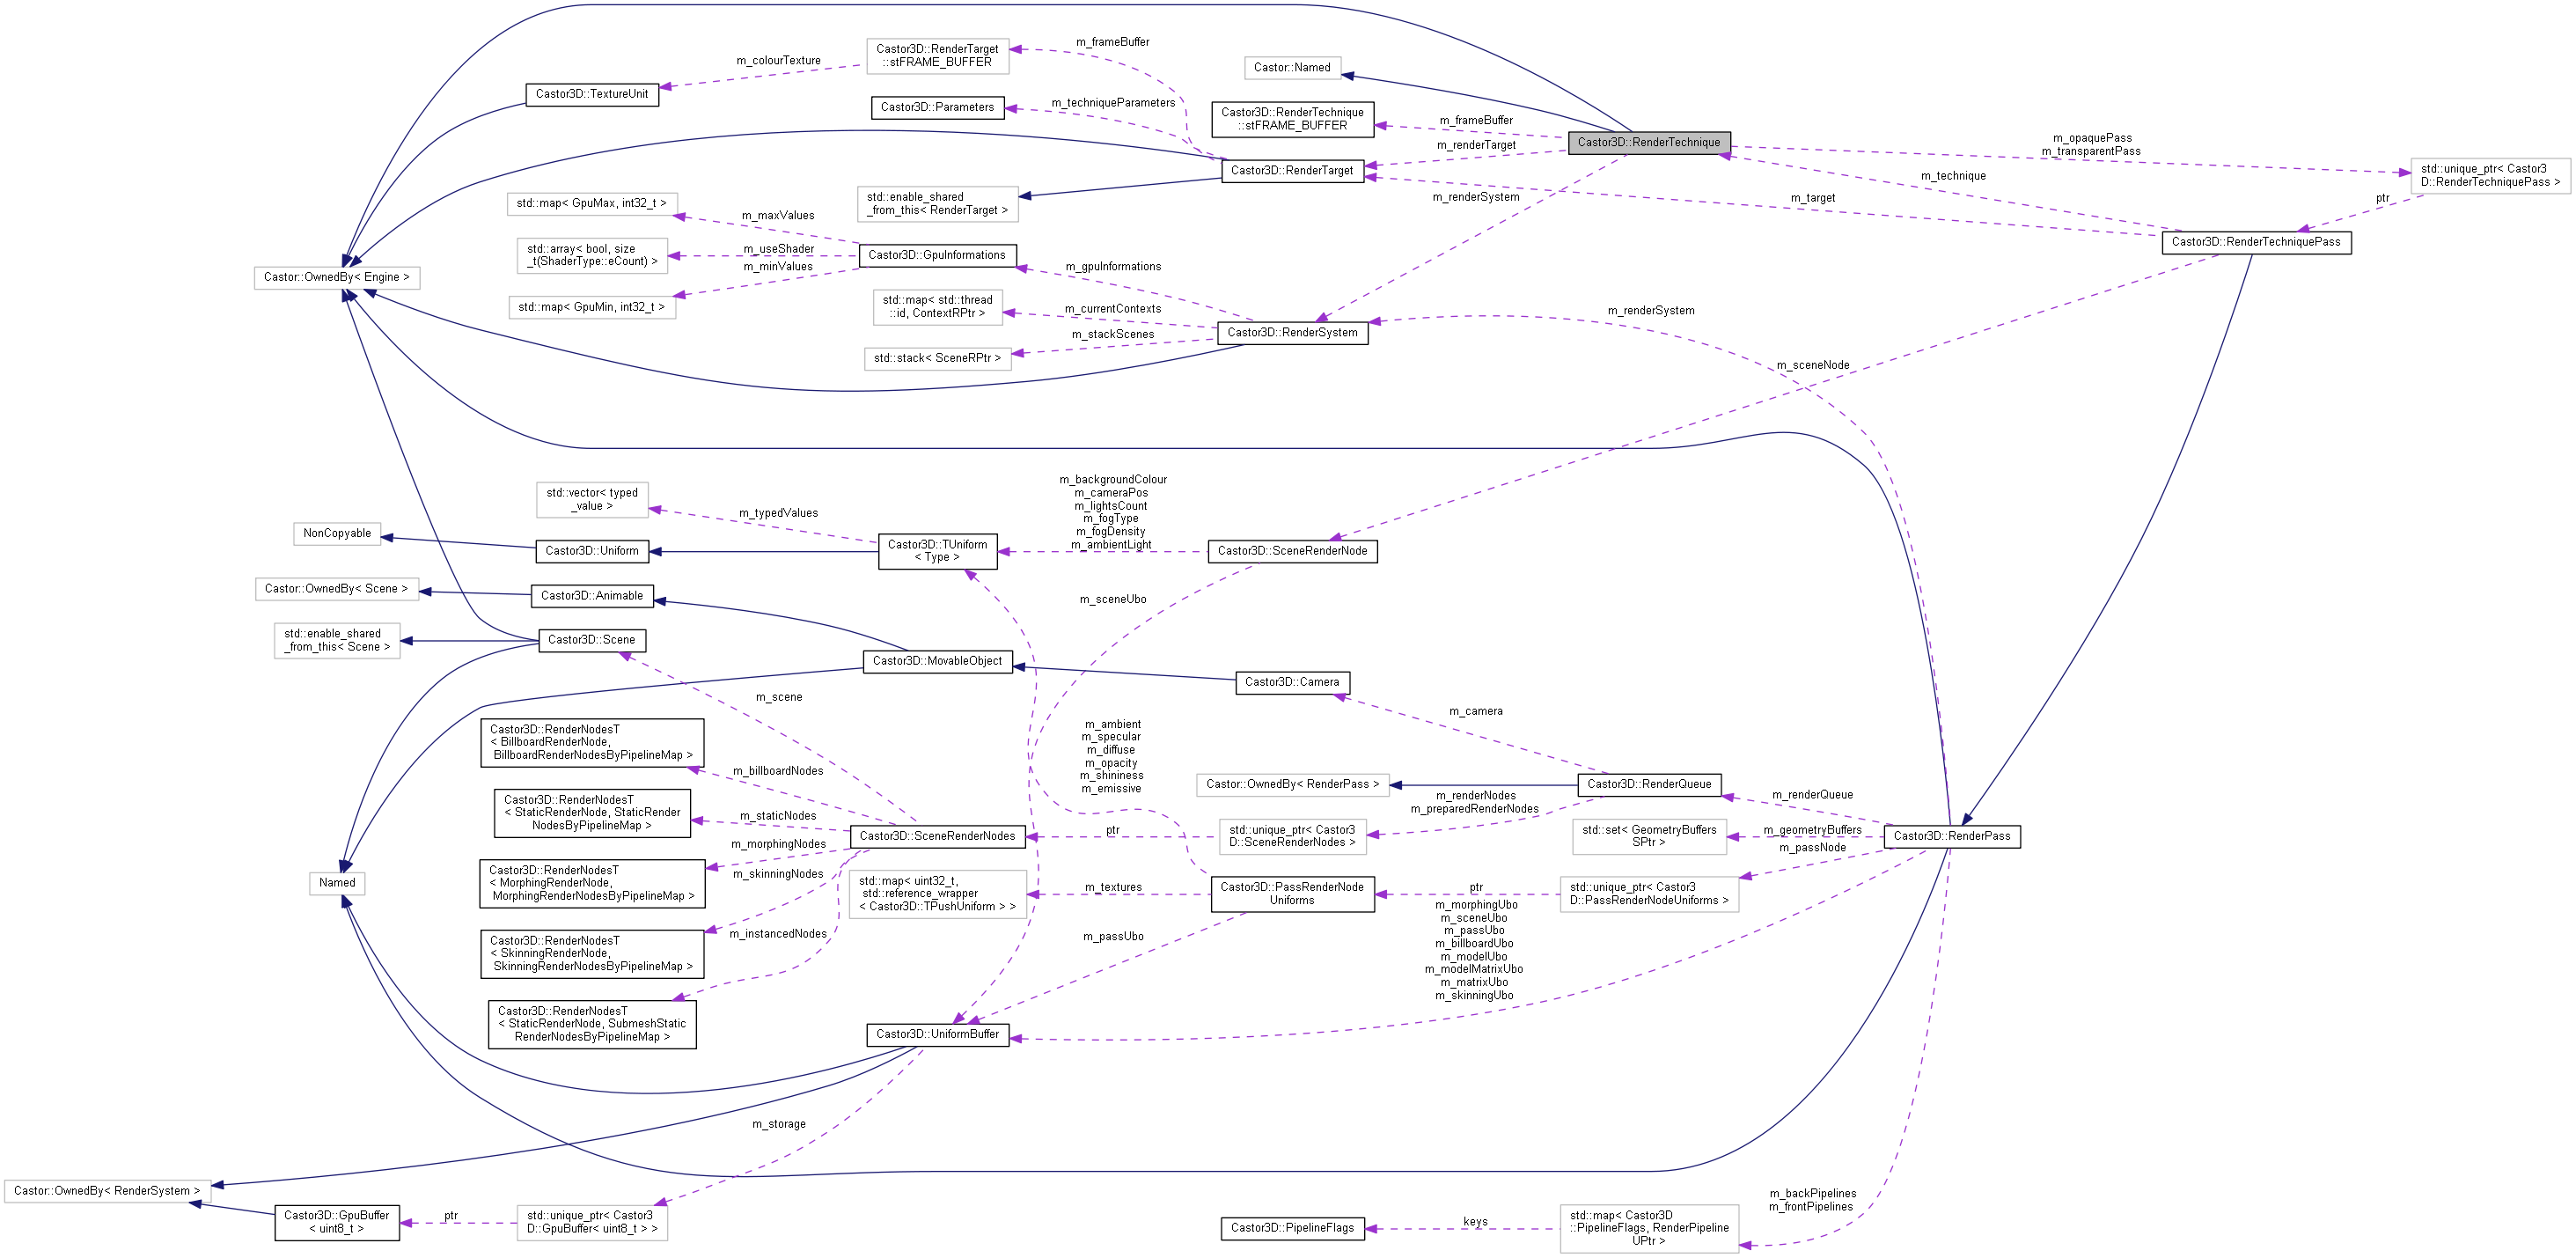 Castor3D::RenderTarget
::stFRAME_BUFFER
m_frameBuffer
m_colourTexture
Castor::Named
Castor3D::TextureUnit
Castor3D::Parameters
m_techniqueParameters
Castor3D::RenderTechnique
::stFRAME_BUFFER
m_frameBuffer
m_renderTarget
Castor3D::RenderTechnique
m_opaquePass
m_transparentPass
std::unique_ptr< Castor3
D::RenderTechniquePass >
Castor3D::RenderTarget
m_technique
std::enable_shared
_from_this< RenderTarget >
m_renderSystem
m_target
ptr
std::map< GpuMax, int32_t >
m_maxValues
std::array< bool, size
_t(ShaderType::eCount) >
m_useShader
m_minValues
Castor3D::GpuInformations
Castor3D::RenderTechniquePass
Castor::OwnedBy< Engine >
m_gpuInformations
std::map< GpuMin, int32_t >
std::map< std::thread
::id, ContextRPtr >
m_currentContexts
m_renderSystem
Castor3D::RenderSystem
m_stackScenes
std::stack< SceneRPtr >
m_sceneNode
m_backgroundColour
m_cameraPos
m_lightsCount
m_fogType
m_fogDensity
m_ambientLight
std::vector< typed
_value >
m_typedValues
NonCopyable
Castor3D::Uniform
Castor3D::TUniform
< Type >
Castor3D::SceneRenderNode
Castor::OwnedBy< Scene >
Castor3D::Animable
m_sceneUbo
std::enable_shared
_from_this< Scene >
Castor3D::Scene
Castor3D::MovableObject
Castor3D::Camera
m_scene
m_camera
Castor3D::RenderNodesT
< BillboardRenderNode,
BillboardRenderNodesByPipelineMap >
m_ambient
m_specular
m_diffuse
m_opacity
m_shininess
m_emissive
m_billboardNodes
Castor::OwnedBy< RenderPass >
Castor3D::RenderQueue
m_renderNodes
m_preparedRenderNodes
m_renderQueue
Castor3D::RenderNodesT
< StaticRenderNode, StaticRender
NodesByPipelineMap >
m_staticNodes
Castor3D::SceneRenderNodes
ptr
std::unique_ptr< Castor3
D::SceneRenderNodes >
std::set< GeometryBuffers
SPtr >
m_geometryBuffers
Castor3D::RenderPass
m_morphingNodes
m_passNode
Castor3D::RenderNodesT
< MorphingRenderNode,
MorphingRenderNodesByPipelineMap >
m_skinningNodes
Named
std::map< uint32_t,
std::reference_wrapper
< Castor3D::TPushUniform > >
m_textures
Castor3D::PassRenderNode
Uniforms
ptr
std::unique_ptr< Castor3
D::PassRenderNodeUniforms >
m_instancedNodes
m_passUbo
m_morphingUbo
m_sceneUbo
m_passUbo
m_billboardUbo
m_modelUbo
m_modelMatrixUbo
m_matrixUbo
m_skinningUbo
Castor3D::RenderNodesT
< SkinningRenderNode,
SkinningRenderNodesByPipelineMap >
Castor3D::RenderNodesT
< StaticRenderNode, SubmeshStatic
RenderNodesByPipelineMap >
Castor3D::UniformBuffer
m_storage
Castor::OwnedBy< RenderSystem >
Castor3D::GpuBuffer
< uint8_t >
ptr
std::unique_ptr< Castor3
D::GpuBuffer< uint8_t > >
Castor3D::PipelineFlags
keys
std::map< Castor3D
::PipelineFlags, RenderPipeline
UPtr >
m_backPipelines
m_frontPipelines